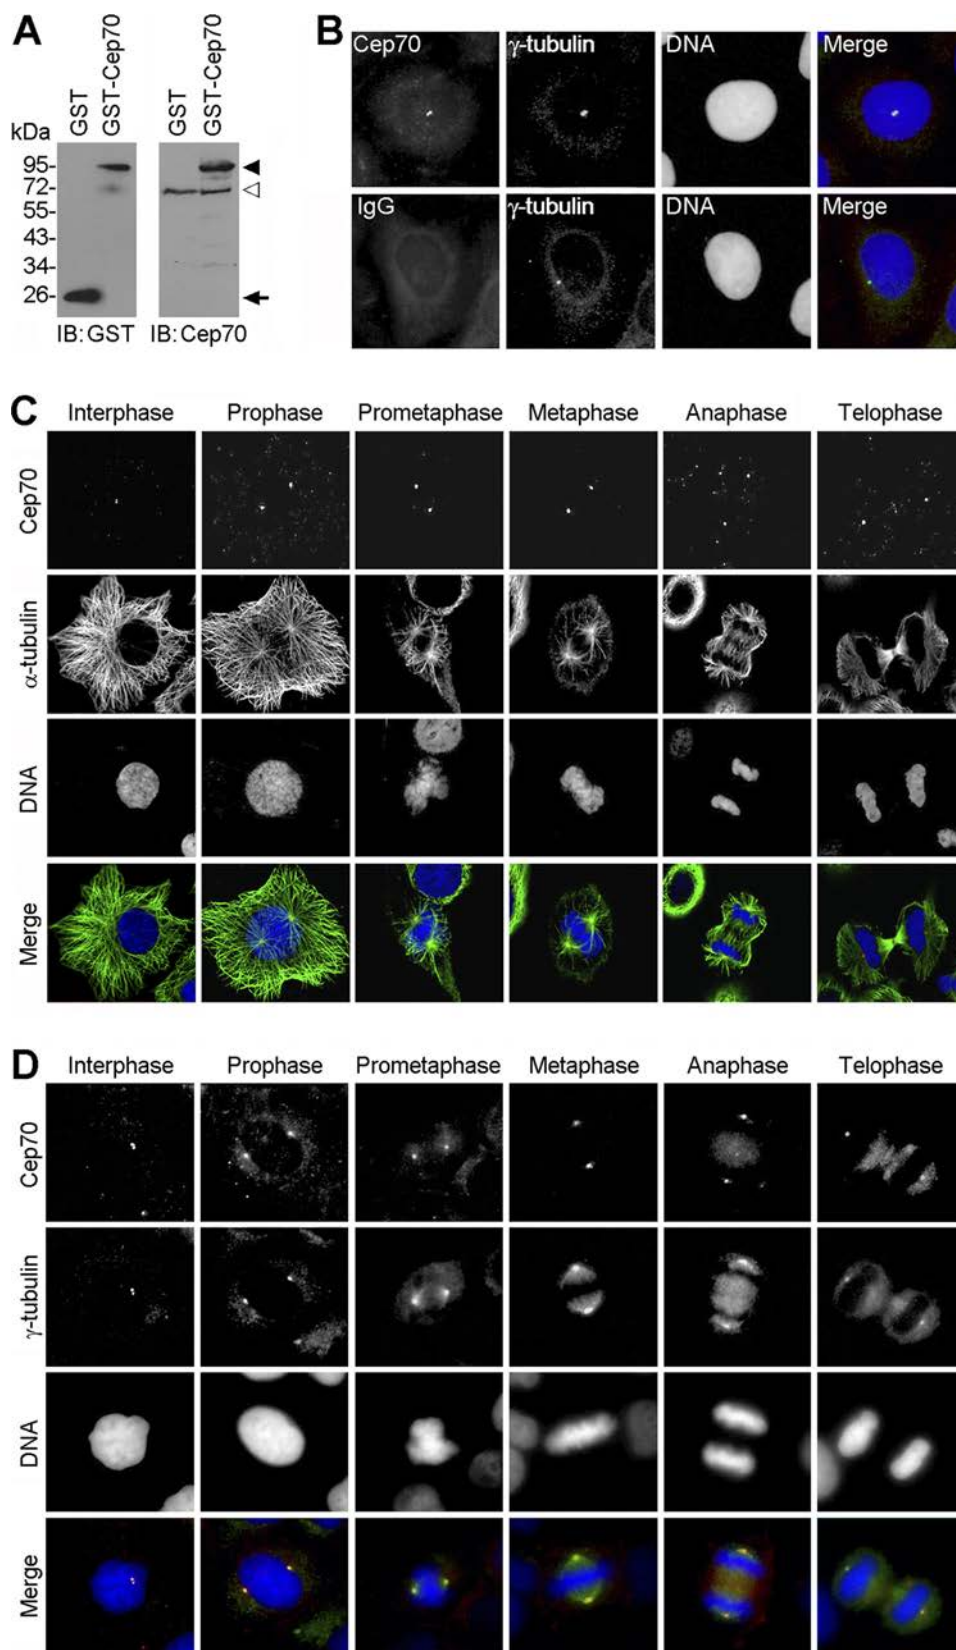 A
GST
GST-Cep70
GST
GST-Cep70
kDa
95-
72-
55-
43-
34-
26-
IB: GST
IB: Cep70
B
Cep70
γ-tubulin
DNA
Merge
IgG
γ-tubulin
DNA
Merge
C
Interphase
Prophase
Prometaphase
Metaphase
Anaphase
Telophase
Cep70
α-tubulin
DNA
Merge
D
Interphase
Prophase
Prometaphase
Metaphase
Anaphase
Telophase
Cep70
γ-tubulin
DNA
Merge